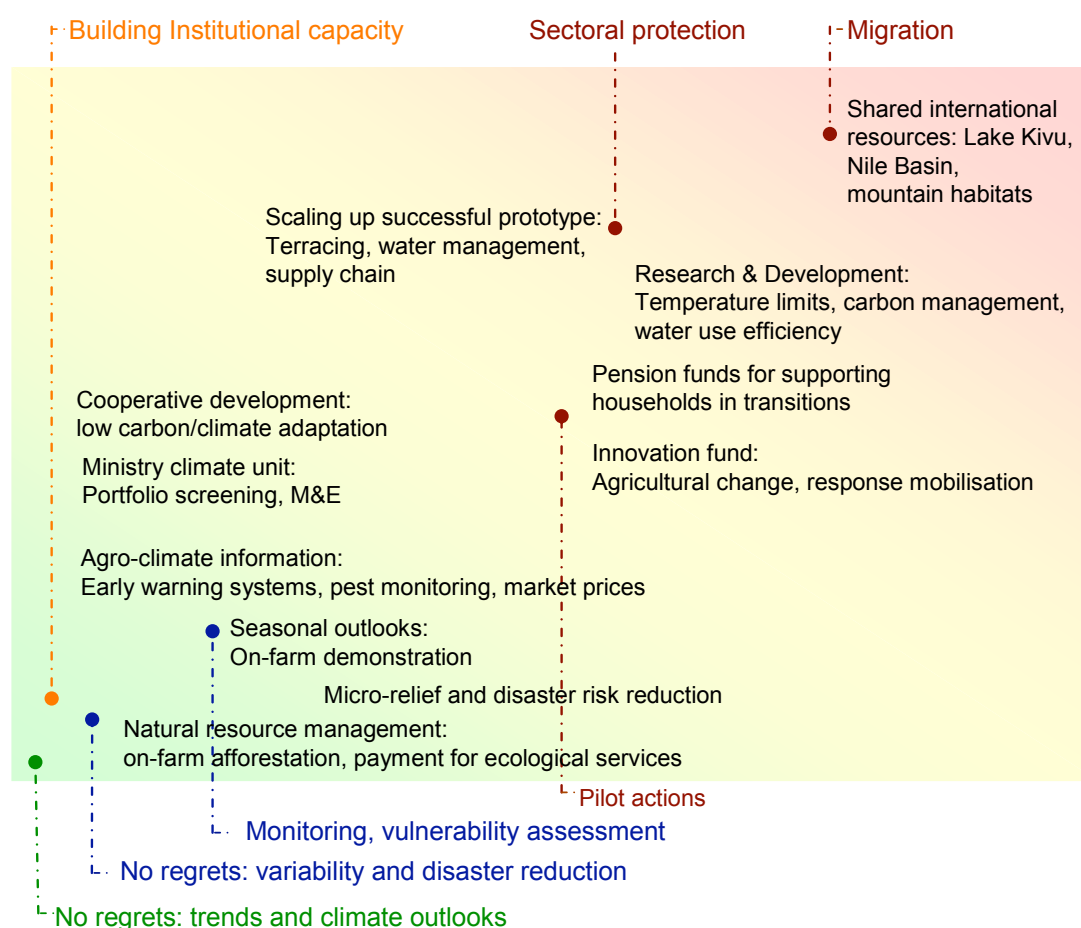 Building Institutional capacity
Sectoral protection
Migration
Shared international
resources: Lake Kivu,
Nile Basin,
mountain habitats
Scaling up successful prototype:
Terracing, water management,
supply chain
Research & Development:
Temperature limits, carbon management,
water use efficiency
Pension funds for supporting
households in transitions
Cooperative development:
low carbon/climate adaptation
Innovation fund:
Agricultural change, response mobilisation
Ministry climate unit:
Portfolio screening, M&E
Agro-climate information:
Early warning systems, pest monitoring, market prices
Seasonal outlooks:
On-farm demonstration
Micro-relief and disaster risk reduction
Natural resource management:
on-farm afforestation, payment for ecological services
Pilot actions
Monitoring, vulnerability assessment
No regrets: variability and disaster reduction
No regrets: trends and climate outlooks